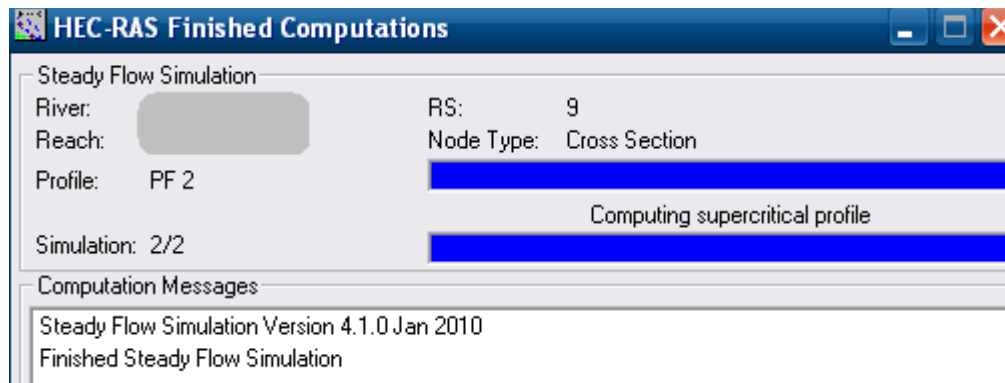 HEC-RAS Finished Computations
Steady Flow Simulation
River:
RS: 9
Reach:
Node Type: Cross Section
Profile: PF 2
Computing supercritical profile
Simulation: 2/2
Computation Messages
Steady Flow Simulation Version 4.1.0 Jan 2010
Finished Steady Flow Simulation